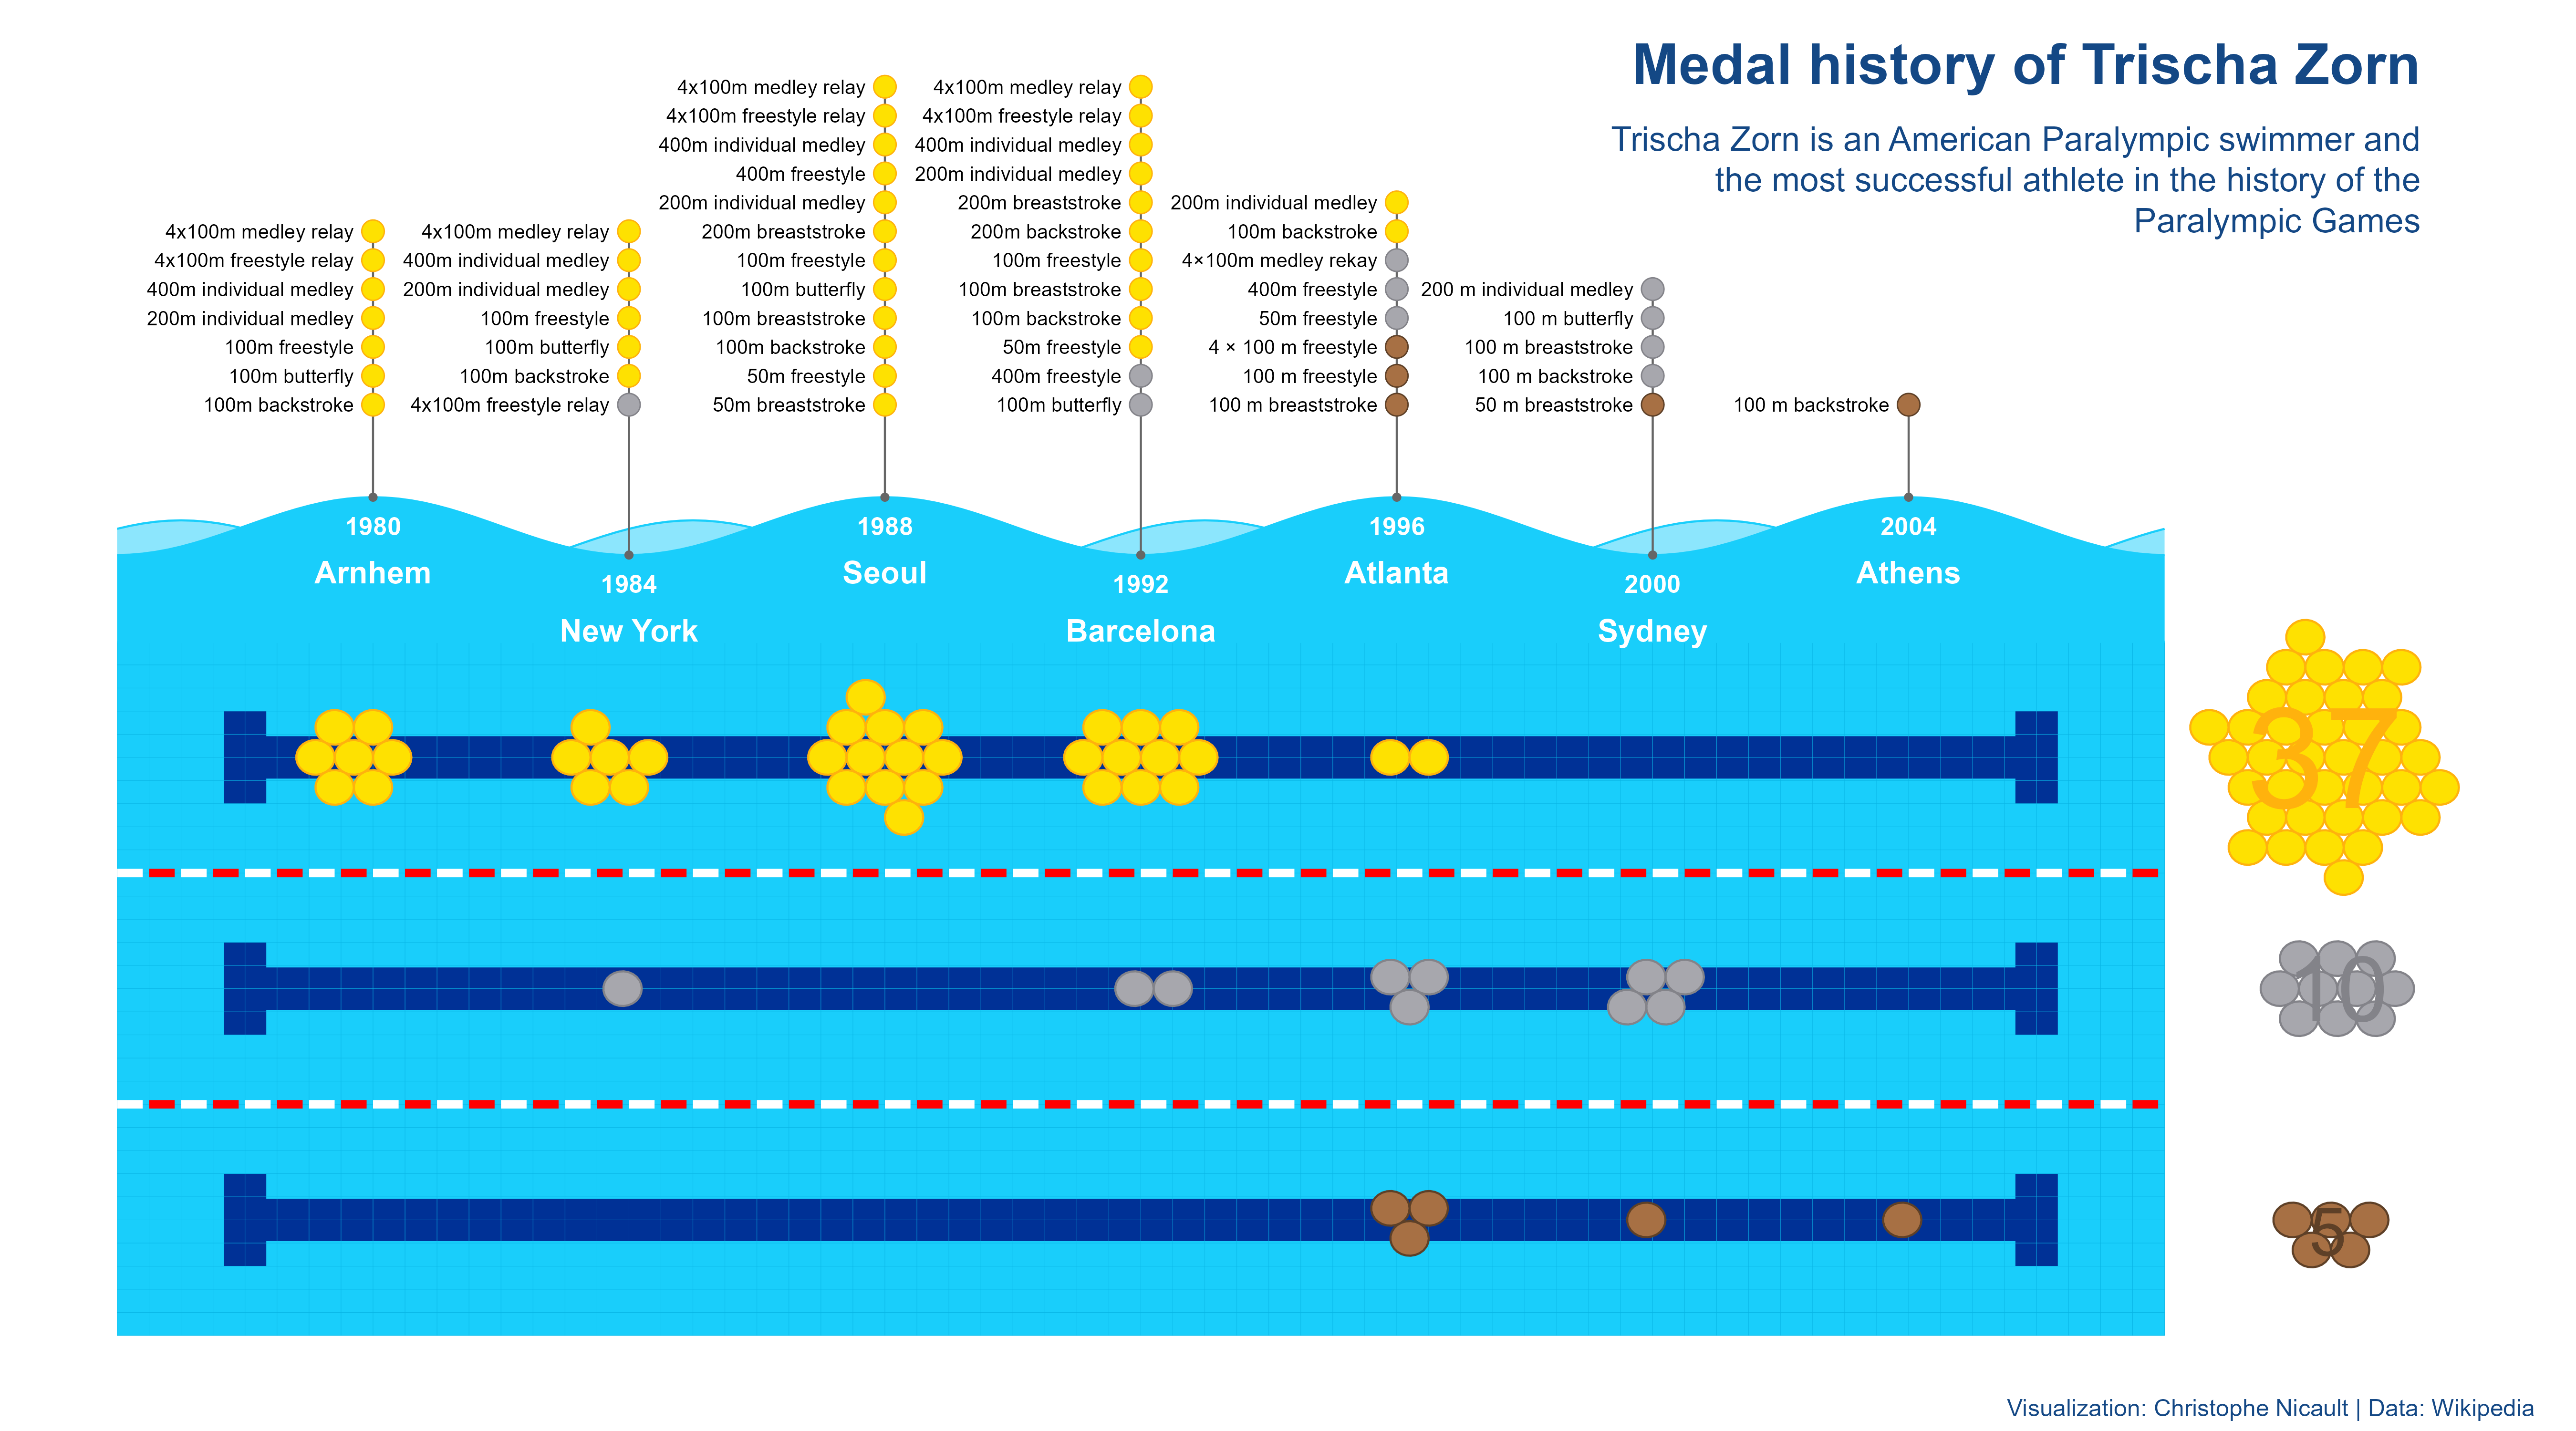 Medal history of Trischa Zorn
Trischa Zorn is an American Paralympic swimmer and
the most successful athlete in the history of the
Paralympic Games
4x100m medley relay
4x100m freestyle relay
400m individual medley
200m individual medley
100m freestyle
100m butterfly
100m backstroke
4x100m medley relay
400m individual medley
200m individual medley
100m freestyle
100m butterfly
100m backstroke
4x100m freestyle relay
4x100m medley relay
4x100m freestyle relay
400m individual medley
400m freestyle
200m individual medley
200m breaststroke
100m freestyle
100m butterfly
100m breaststroke
100m backstroke
50m freestyle
50m breaststroke
4x100m medley relay
4x100m freestyle relay
400m individual medley
200m individual medley
200m breaststroke
200m backstroke
100m freestyle
100m breaststroke
100m backstroke
50m freestyle
400m freestyle
100m butterfly
200m individual medley
100m backstroke
4×100m medley rekay
400m freestyle
50m freestyle
4 × 100 m freestyle
100 m freestyle
100 m breaststroke
200 m individual medley
100 m butterfly
100 m breaststroke
100 m backstroke
50 m breaststroke
100 m backstroke
1980
Arnhem
1984
New York
1988
Seoul
1992
Barcelona
1996
Atlanta
2000
Sydney
2004
Athens
37
10
5
Visualization: Christophe Nicault | Data: Wikipedia